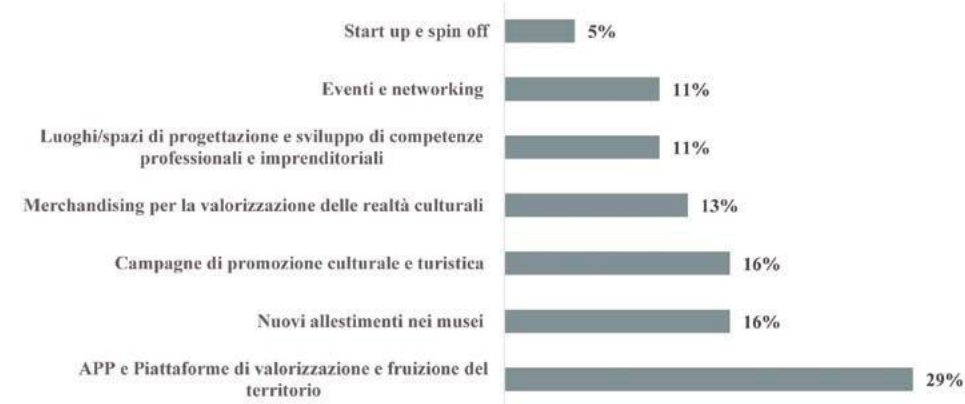 Start up e spin off 5%
Eventi e networking 11%
Luoghi/spazi di progettazione e sviluppo di competenze
professionali e imprenditoriali 11%
Merchandising per la valorizzazione delle realtà culturali 13%
Campagne di promozione culturale e turistica 16%
Nuovi allestimenti nei musei 16%
APP e Piattaforme di valorizzazione e fruizione del
territorio 29%